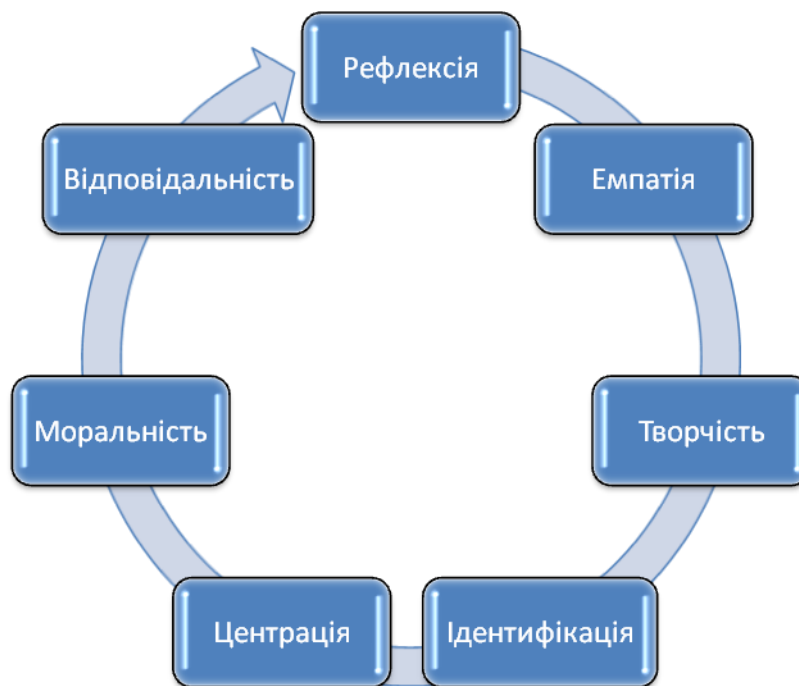 Рефлексія
Емпатія
Творчість
Ідентифікація
Центрація
Моральність
Відповідальність